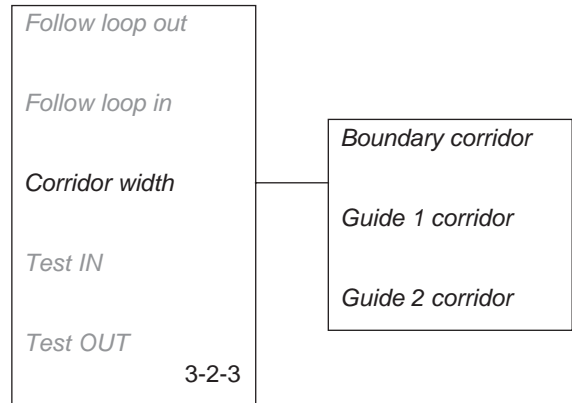 Follow loop out
Follow loop in
Corridor width
Test IN
Test OUT
3-2-3
Boundary corridor
Guide 1 corridor
Guide 2 corridor